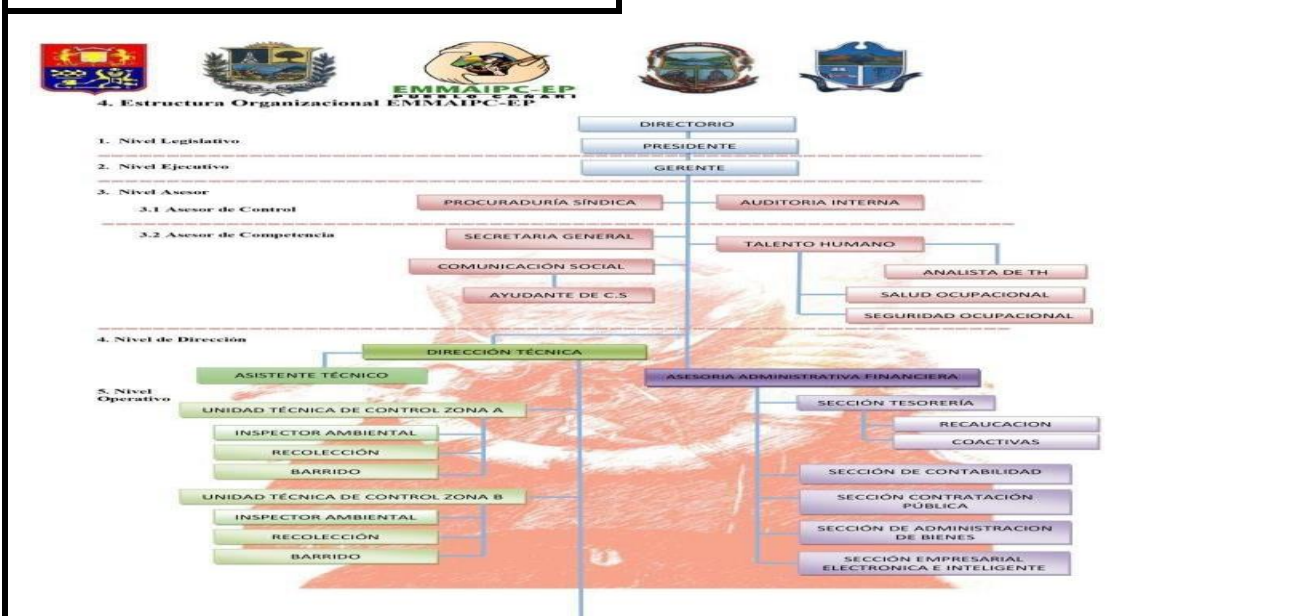 EMMAIPC-EP
PUEBLO CAÑARI
4. Estructura Organizacional EMMAIPC-EP
DIRECTORIO
1. Nivel Legislativo
PRESIDENTE
2. Nivel Ejecutivo
GERENTE
3. Nivel Asesor
3.1 Asesor de Control
PROCURADURÍA SÍNDICA
AUDITORIA INTERNA
3.2 Asesor de Competencia
SECRETARIA GENERAL
TALENTO HUMANO
COMUNICACIÓN SOCIAL
ANALISTA DE TH
AYUDANTE DE C.S
SALUD OCUPACIONAL
SEGURIDAD OCUPACIONAL
4. Nivel de Dirección
DIRECCIÓN TÉCNICA
ASISTENTE TÉCNICO
ASESORIA ADMINISTRATIVA FINANCIERA
5. Nivel
Operativo
UNIDAD TÉCNICA DE CONTROL ZONA A
INSPECTOR AMBIENTAL
RECOLECCIÓN
BARRIDO
UNIDAD TÉCNICA DE CONTROL ZONA B
INSPECTOR AMBIENTAL
RECOLECCIÓN
BARRIDO
SECCIÓN TESORERÍA
RECAUCACION
COACTIVAS
SECCIÓN DE CONTABILIDAD
SECCIÓN CONTRATACIÓN
PÚBLICA
SECCIÓN DE ADMINISTRACION
DE BIENES
SECCIÓN EMPRESARIAL
ELECTRONICA E INTELIGENTE